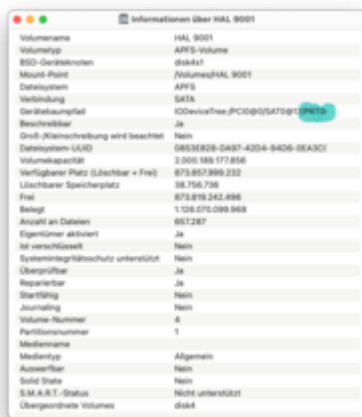 Informationen über HAL 9001
Volumename HAL 9001
Volumetyp APFS-Volume
BSD-Geräteknoten disk4s1
Mount-Point /Volumes/HAL 9001
Dateisystem APFS
Verbindung SATA
Gerätebaumpfad IODeviceTree:/PCI0@0/SAT0@17/PRT0
Beschreibbar Ja
Groß-/Kleinschreibung wird beachtet Nein
Dateisystem-UUID
Volumekapazität 2.000.189.177.856
Verfügbarer Platz (Löschbar + Frei) 873.857.999.232
Löschbarer Speicherplatz 38.756.736
Frei 873.819.242.496
Belegt 1.126.070.099.968
Anzahl an Dateien 657.287
Eigentümer aktiviert Ja
Ist verschlüsselt Nein
Systemintegritätsschutz unterstützt Nein
Überprüfbar Ja
Reparierbar Ja
Startfähig Nein
Journaling Nein
Volume-Nummer 4
Partitionsnummer 1
Medienname
Medientyp Allgemein
Auswerfbar Nein
Solid State Nein
S.M.A.R.T.-Status Nicht unterstützt
Übergeordnete Volumes disk4